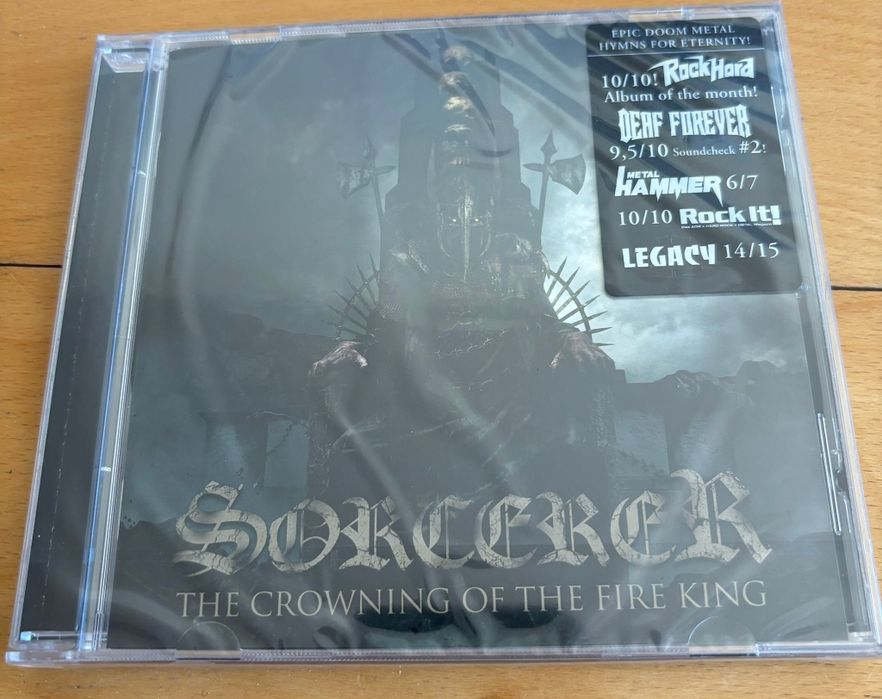 EPIC DOOM METAL
HYMNS FOR ETERNITY!
10/10! RockHard
Album of the month!
DEAF FOREVER
9,5/10 Soundcheck #2!
METAL HAMMER 6/7
10/10 Rock It!
LEGACY 14/15
SORCERER
THE CROWNING OF THE FIRE KING